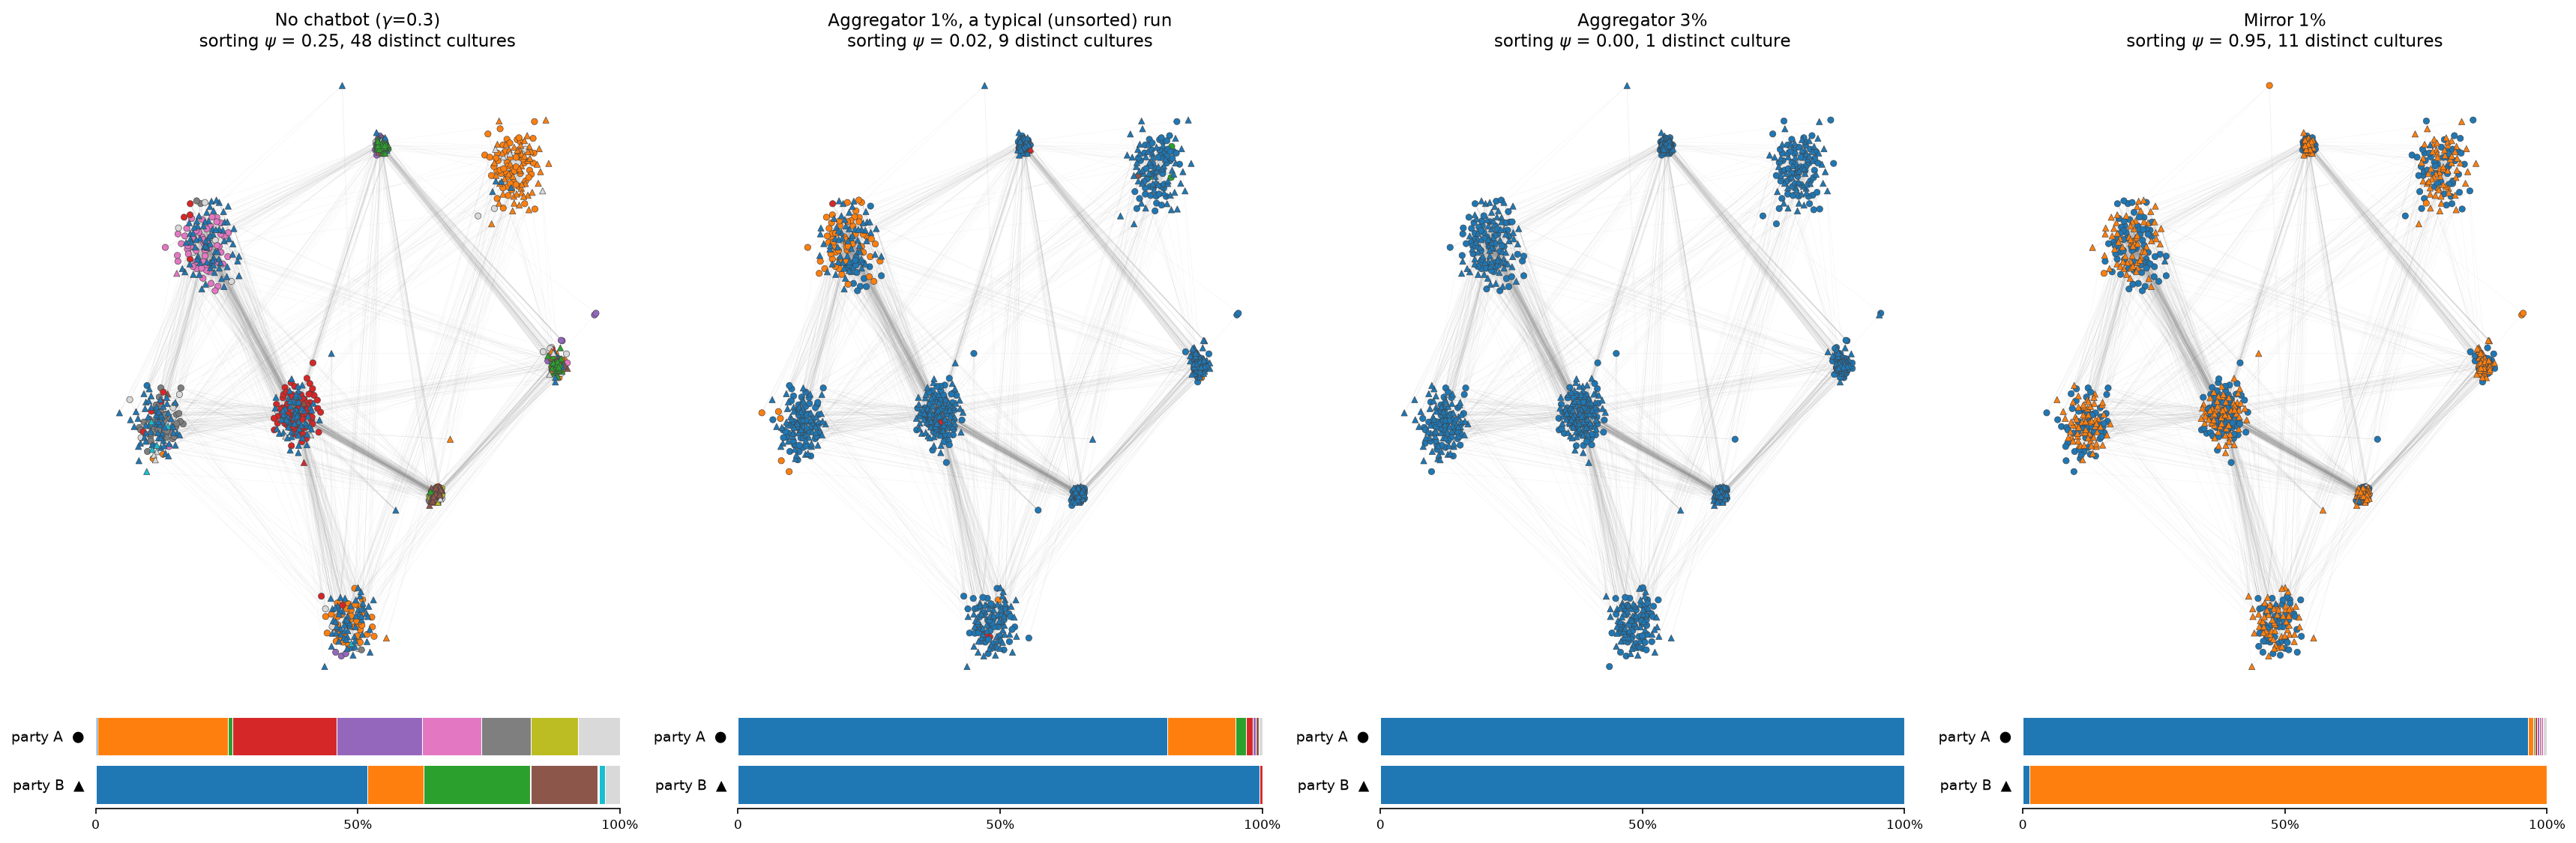 No chatbot (γ=0.3)
sorting ψ = 0.25, 48 distinct cultures
Aggregator 1%, a typical (unsorted) run
sorting ψ = 0.02, 9 distinct cultures
Aggregator 3%
sorting ψ = 0.00, 1 distinct culture
Mirror 1%
sorting ψ = 0.95, 11 distinct cultures
party A ●
party B ▲
0 50% 100%
party A ●
party B ▲
0 50% 100%
party A ●
party B ▲
0 50% 100%
party A ●
party B ▲
0 50% 100%